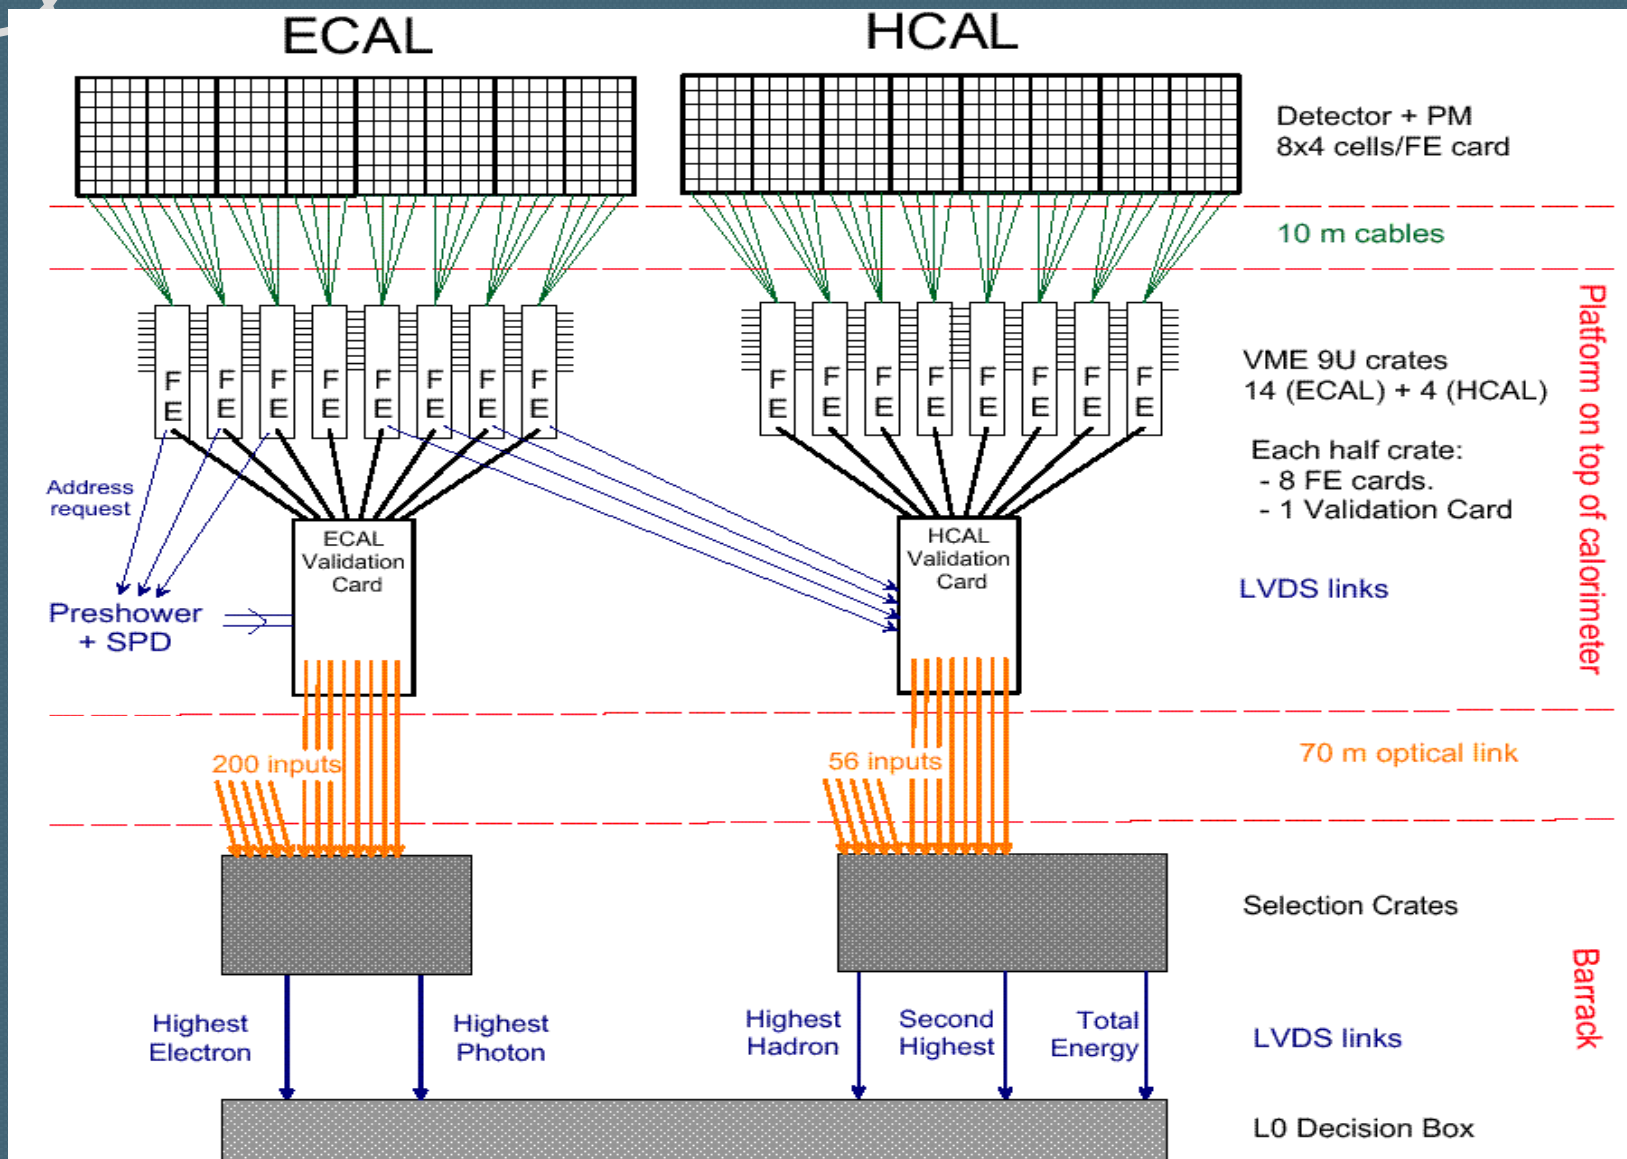 ECAL
HCAL
Detector + PM
8x4 cells/FE card
10 m cables
F
E
F
E
F
E
F
E
F
E
F
E
F
E
F
E
F
E
F
E
F
E
F
E
F
E
F
E
F
E
F
E
VME 9U crates
14 (ECAL) + 4 (HCAL)
Each half crate:
- 8 FE cards.
- 1 Validation Card
Platform on top of calorimeter
Address
request
ECAL
Validation
Card
HCAL
Validation
Card
LVDS links
Preshower
+ SPD
200 inputs
56 inputs
70 m optical link
Selection Crates
Barrack
Highest
Electron
Highest
Photon
Highest
Hadron
Second
Highest
Total
Energy
LVDS links
L0 Decision Box